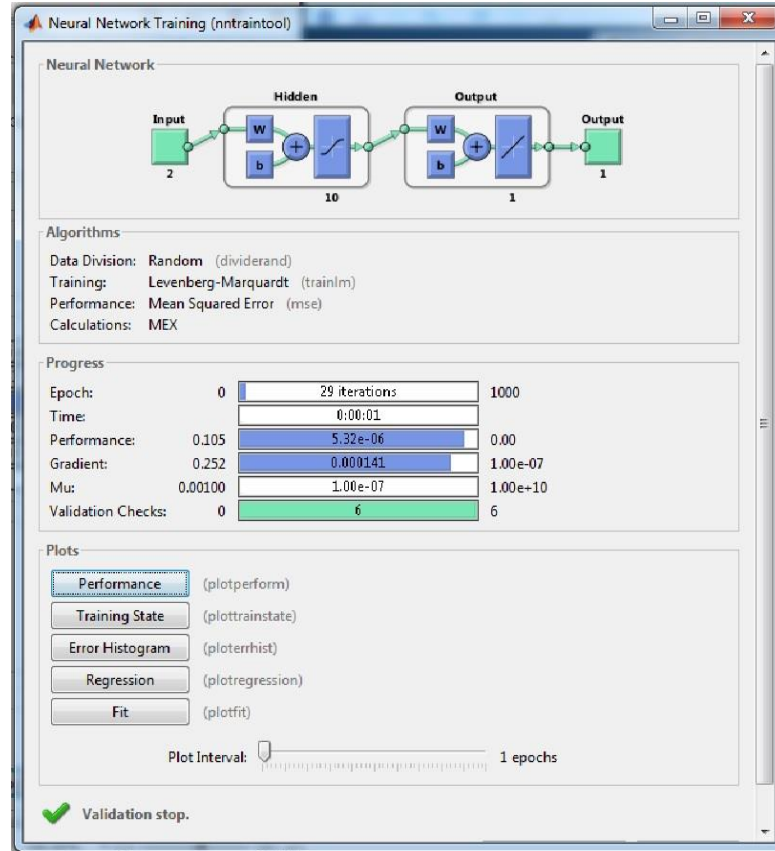 Neural Network Training (nntraintool)
Neural Network
Hidden Output
Input Output
W W
b b
2 1
10 1
Algorithms
Data Division: Random (dividerand)
Training: Levenberg-Marquardt (trainlm)
Performance: Mean Squared Error (mse)
Calculations: MEX
Progress
Epoch: 0 29 iterations 1000
Time: 0:00:01
Performance: 0.105 5.32e-06 0.00
Gradient: 0.252 0.000141 1.00e-07
Mu: 0.00100 1.00e-07 1.00e+10
Validation Checks: 0 6 6
Plots
Performance (plotperform)
Training State (plottrainstate)
Error Histogram (ploterrhist)
Regression (plotregression)
Fit (plotfit)
Plot Interval: 1 epochs
Validation stop.